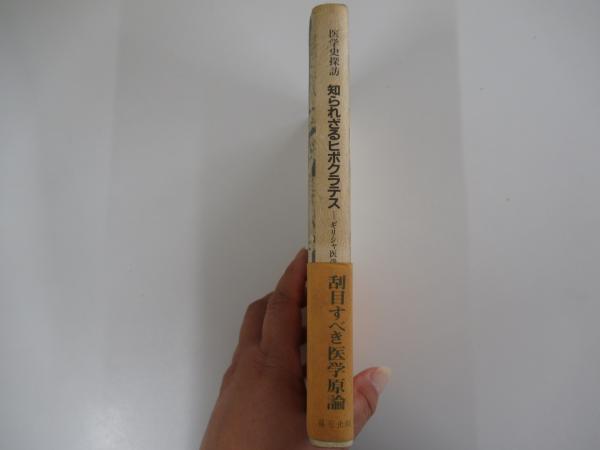 医学史探訪
知られざるヒポクラテス
―ギリシャ医学
刮目すべき医学原論